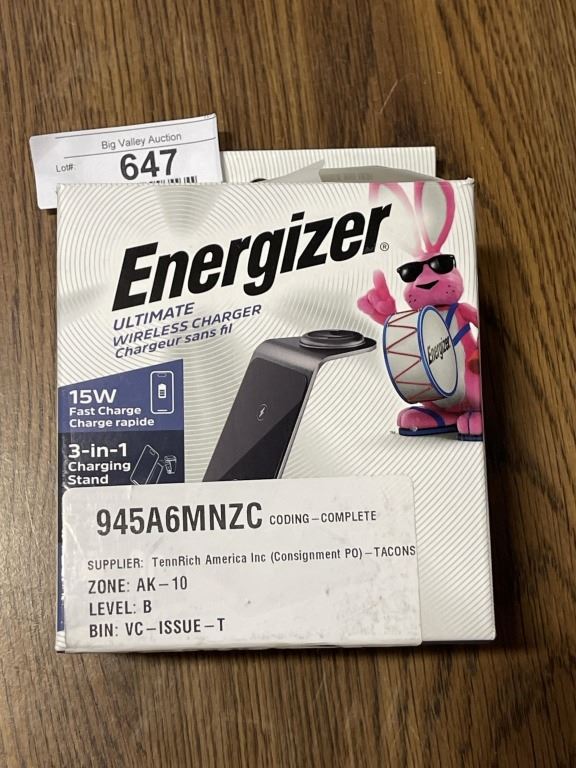 Big Valley Auction
Lot#: 647
Energizer®
ULTIMATE
WIRELESS CHARGER
Chargeur sans fil
Energizer
15W
Fast Charge
Charge rapide
3-in-1
Charging
Stand
945A6MNZC CODING-COMPLETE
SUPPLIER: TennRich America Inc (Consignment PO)-TACONS
ZONE: AK-10
LEVEL: B
BIN: VC-ISSUE-T